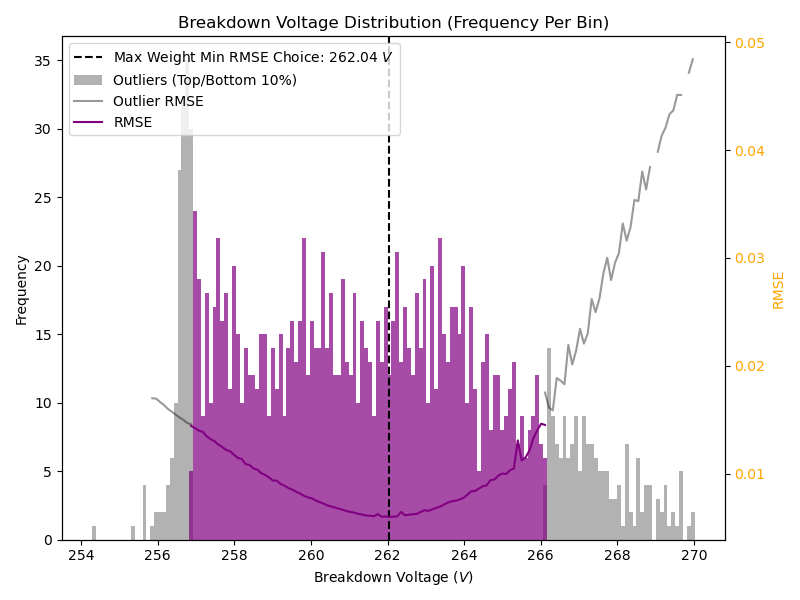 Breakdown Voltage Distribution (Frequency Per Bin)
Max Weight Min RMSE Choice: 262.04 V
Outliers (Top/Bottom 10%)
Outlier RMSE
RMSE
Frequency
35
30
25
20
15
10
5
0
254
256
258
260
262
264
266
268
270
Breakdown Voltage (V)
0.05
0.04
0.03
0.02
0.01
RMSE